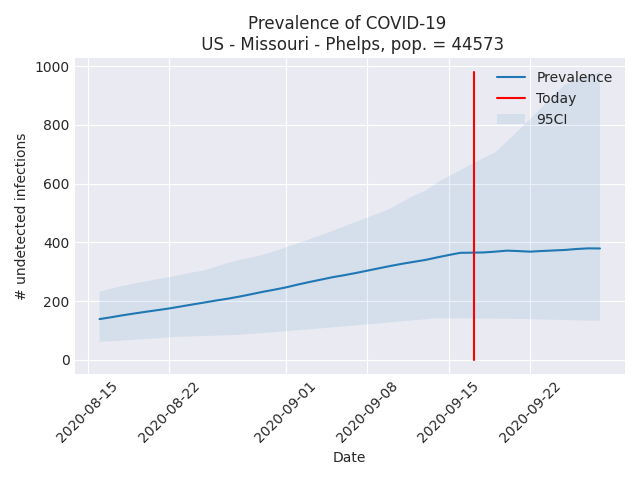 Prevalence of COVID-19
US - Missouri - Phelps, pop. = 44573
1000
800
600
400
200
0
# undetected infections
Prevalence
Today
95CI
2020-08-15
2020-08-22
2020-09-01
2020-09-08
2020-09-15
2020-09-22
Date